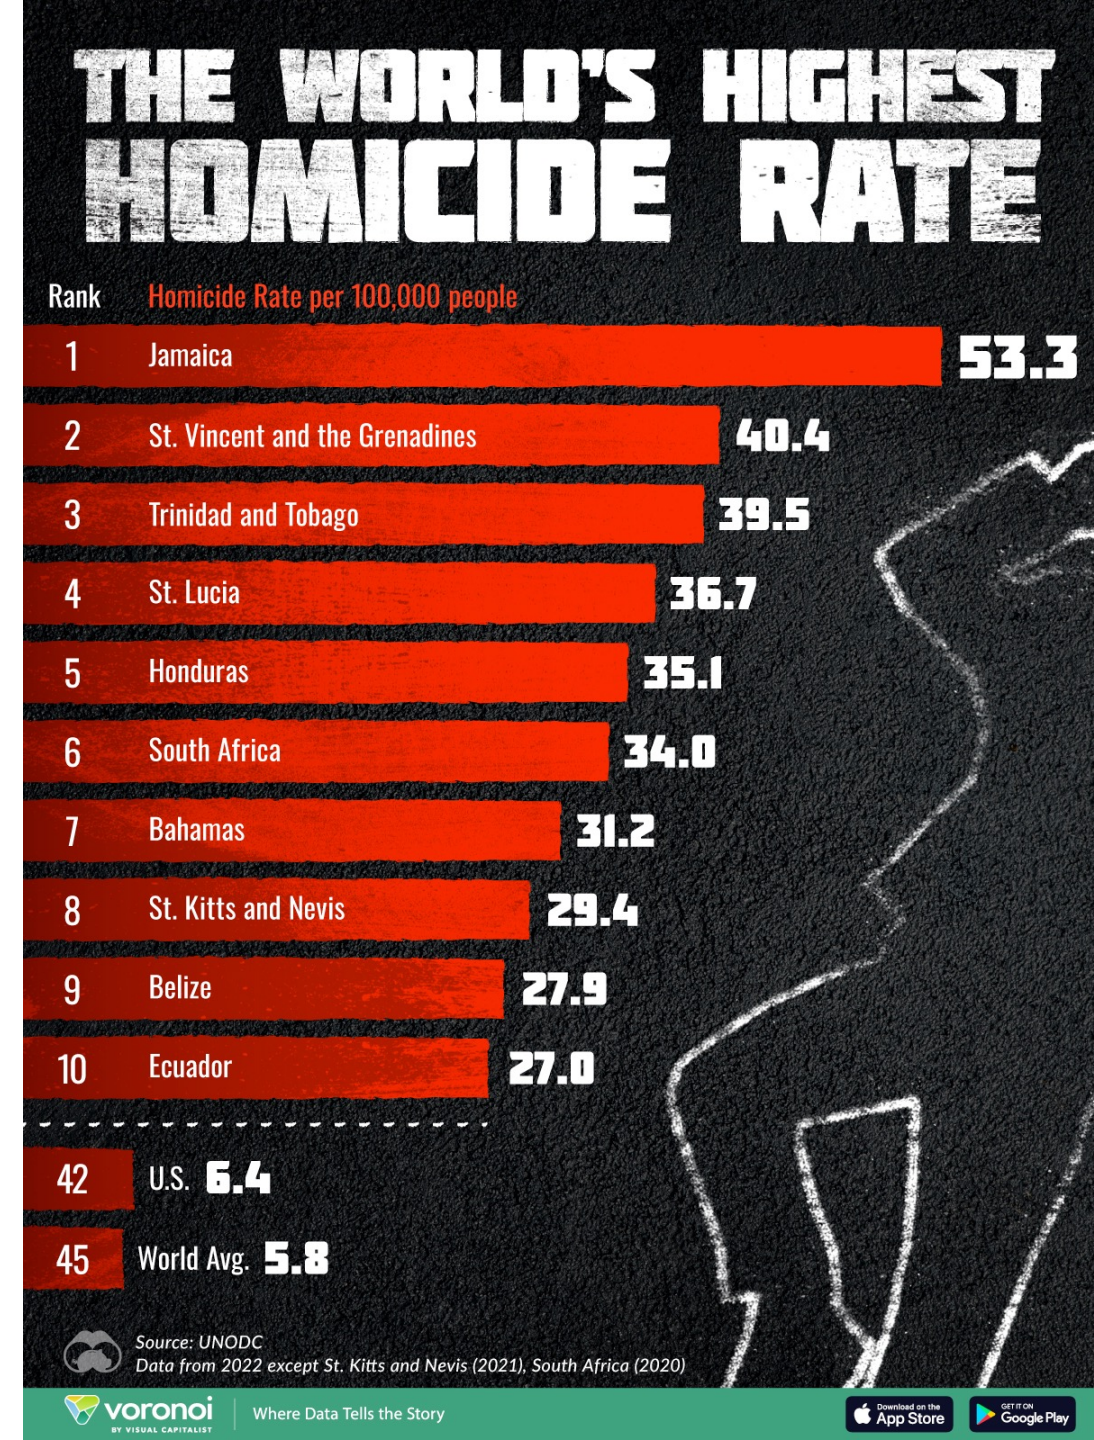 THE WORLD'S HIGHEST
HOMICIDE RATE
Rank Homicide Rate per 100,000 people
1 Jamaica 53.3
2 St. Vincent and the Grenadines 40.4
3 Trinidad and Tobago 39.5
4 St. Lucia 36.7
5 Honduras 35.1
6 South Africa 34.0
7 Bahamas 31.2
8 St. Kitts and Nevis 29.4
9 Belize 27.9
10 Ecuador 27.0
42 U.S. 6.4
45 World Avg. 5.8
Source: UNODC
Data from 2022 except St. Kitts and Nevis (2021), South Africa (2020)
voronoi
BY VISUAL CAPITALIST
Where Data Tells the Story
Download on the
App Store
GET IT ON
Google Play